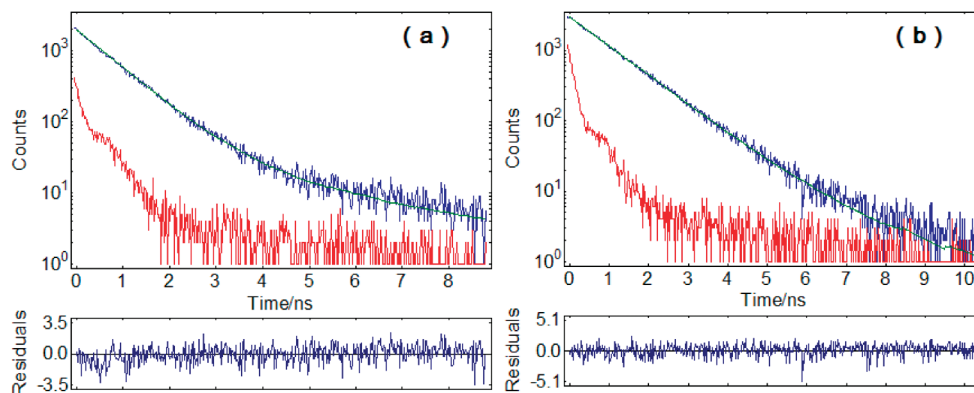 ( a )
Counts
10³
10²
10¹
10⁰
0 1 2 3 4 5 6 7 8
Time/ns
Residuals
3.5
0.0
-3.5
( b )
Counts
10³
10²
10¹
10⁰
0 1 2 3 4 5 6 7 8 9 10
Time/ns
Residuals
5.1
0.0
-5.1